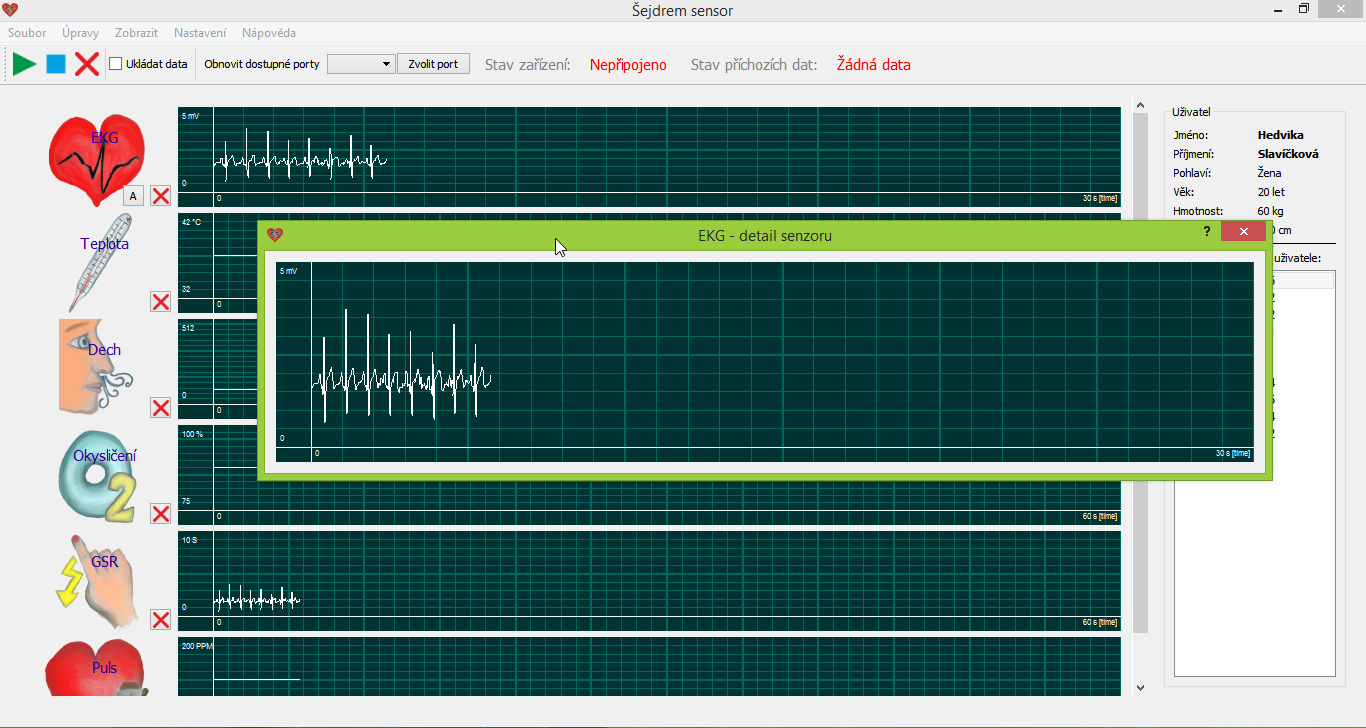 Šejdrem sensor
Soubor Úpravy Zobrazit Nastavení Nápověda
Ukládat data Obnovit dostupné porty Zvolit port Stav zařízení: Nepřipojeno Stav příchozích dat: Žádná data
EKG
A
5 mV
0
0
30 s [time]
Teplota
42 °C
32
0
Dech
512
0
0
Okysličení
2
100 %
75
0
60 s [time]
GSR
10 S
0
0
60 s [time]
Puls
200 PPM
EKG - detail senzoru
?
5 mV
0
0
30 s [time]
Uživatel
Jméno: Hedvika
Příjmení: Slavíčková
Pohlaví: Žena
Věk: 20 let
Hmotnost: 60 kg
cm
uživatele: